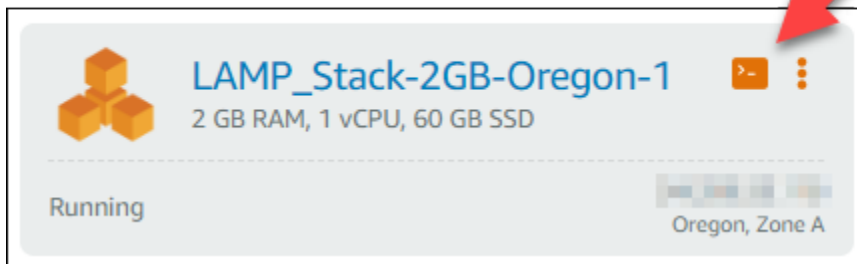 LAMP_Stack-2GB-Oregon-1
2 GB RAM, 1 vCPU, 60 GB SSD
Running
Oregon, Zone A